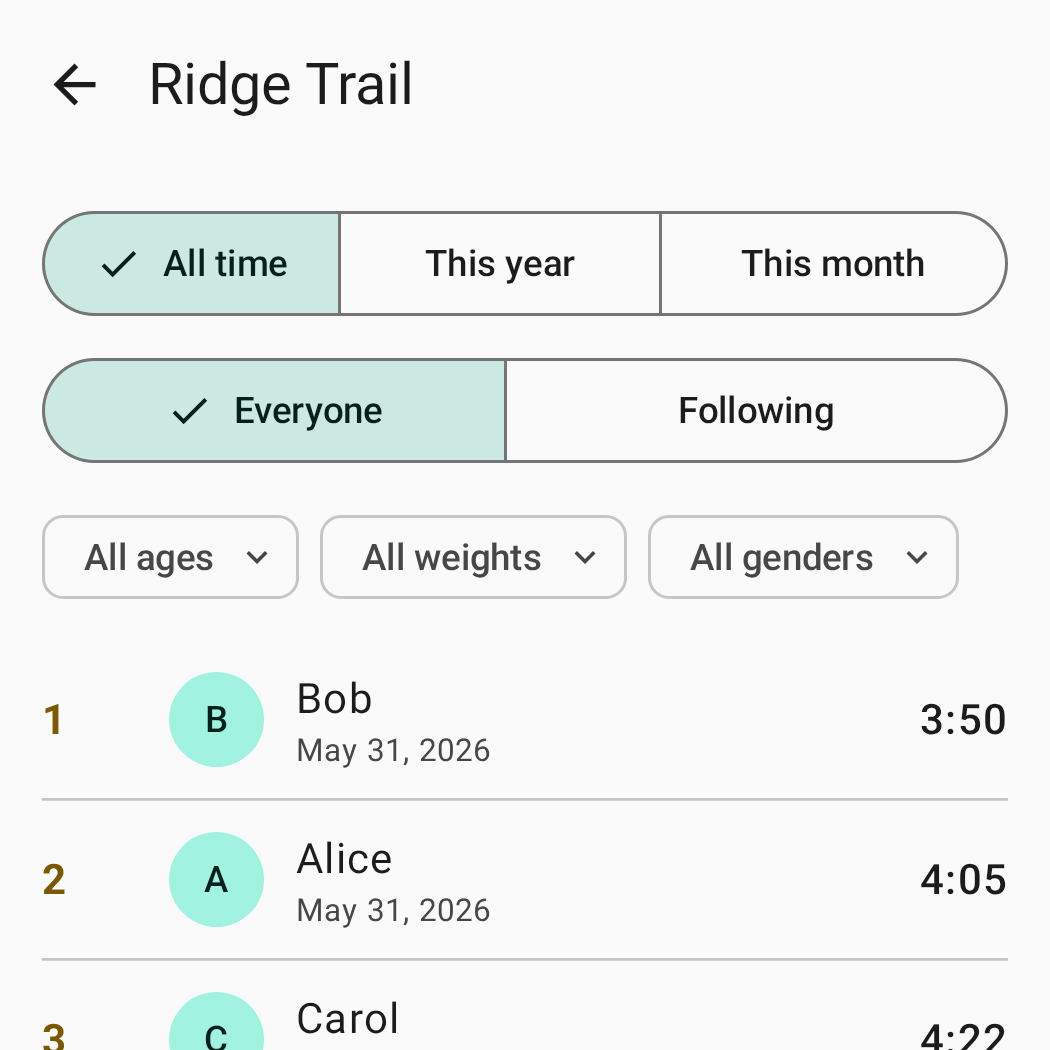 Ridge Trail
All time This year This month
Everyone Following
All ages All weights All genders
1 B Bob 3:50
May 31, 2026
2 A Alice 4:05
May 31, 2026
3 C Carol 4:22